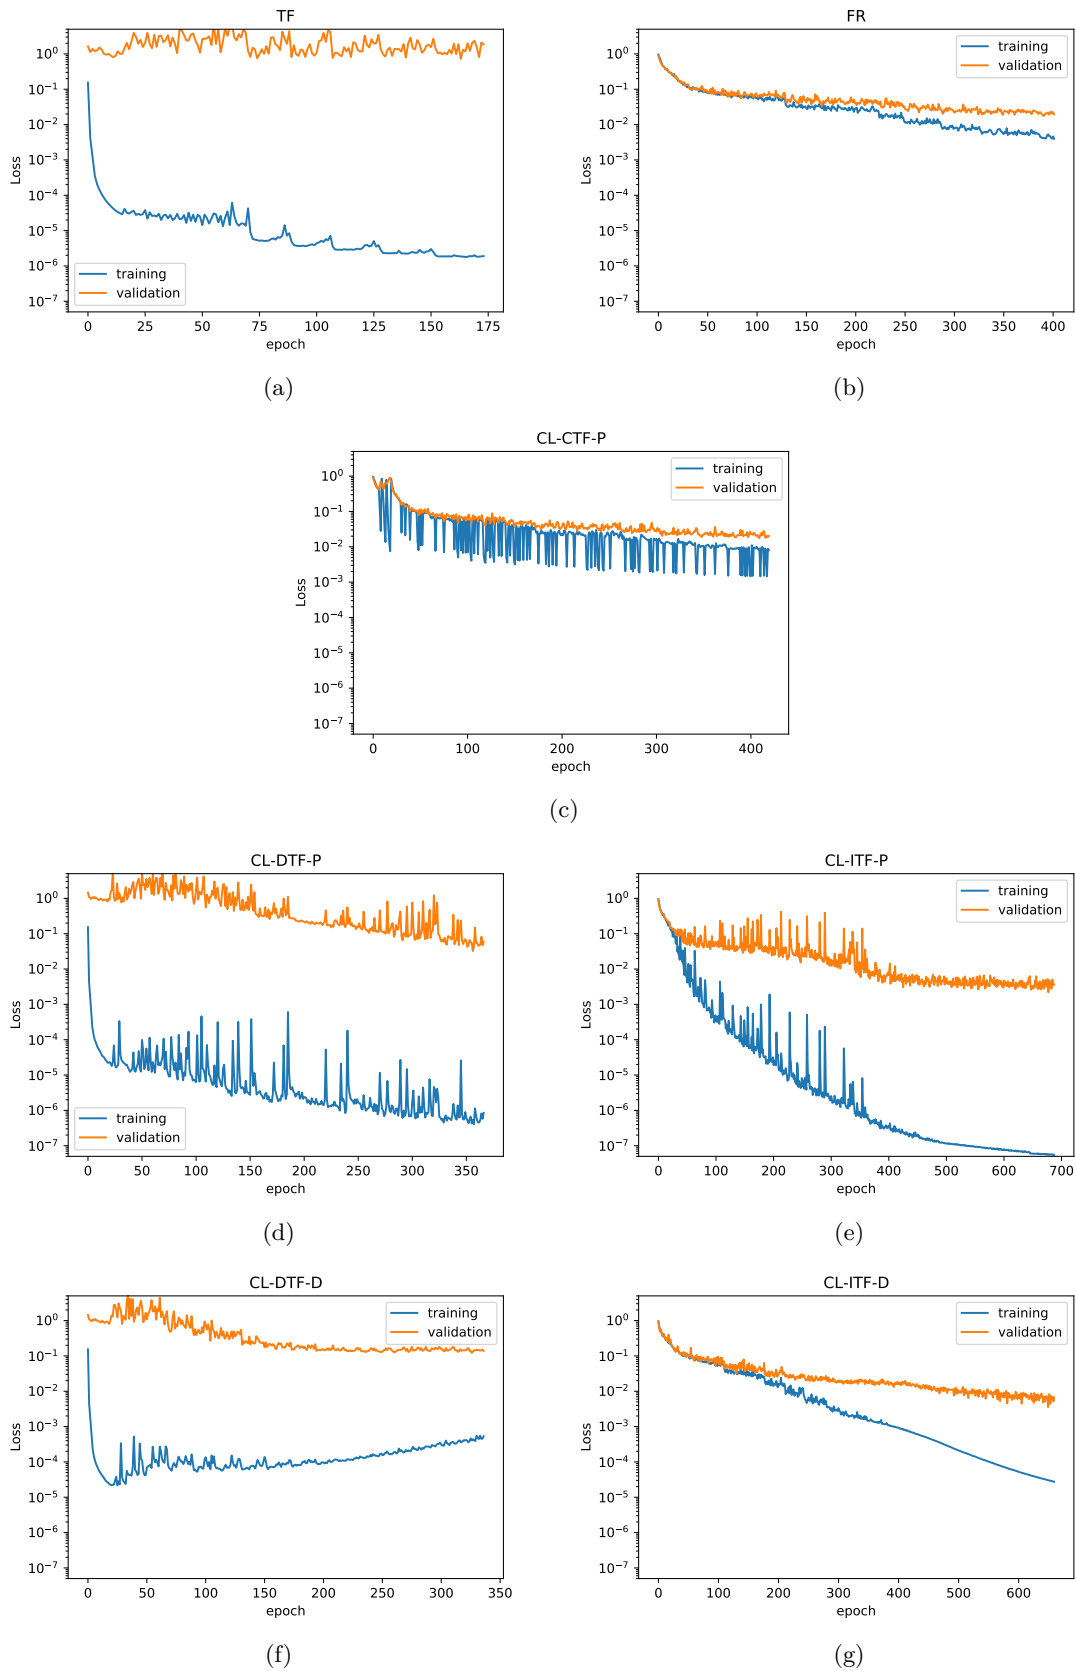 TF
Loss
10^0
10^-1
10^-2
10^-3
10^-4
10^-5
10^-6
10^-7
training
validation
0 25 50 75 100 125 150 175
epoch
(a)
FR
Loss
10^0
10^-1
10^-2
10^-3
10^-4
10^-5
10^-6
10^-7
training
validation
0 50 100 150 200 250 300 350 400
epoch
(b)
CL-CTF-P
Loss
10^0
10^-1
10^-2
10^-3
10^-4
10^-5
10^-6
10^-7
training
validation
0 100 200 300 400
epoch
(c)
CL-DTF-P
Loss
10^0
10^-1
10^-2
10^-3
10^-4
10^-5
10^-6
10^-7
training
validation
0 50 100 150 200 250 300 350
epoch
(d)
CL-ITF-P
Loss
10^0
10^-1
10^-2
10^-3
10^-4
10^-5
10^-6
10^-7
training
validation
0 100 200 300 400 500 600 700
epoch
(e)
CL-DTF-D
Loss
10^0
10^-1
10^-2
10^-3
10^-4
10^-5
10^-6
10^-7
training
validation
0 50 100 150 200 250 300 350
epoch
(f)
CL-ITF-D
Loss
10^0
10^-1
10^-2
10^-3
10^-4
10^-5
10^-6
10^-7
training
validation
0 100 200 300 400 500 600
epoch
(g)